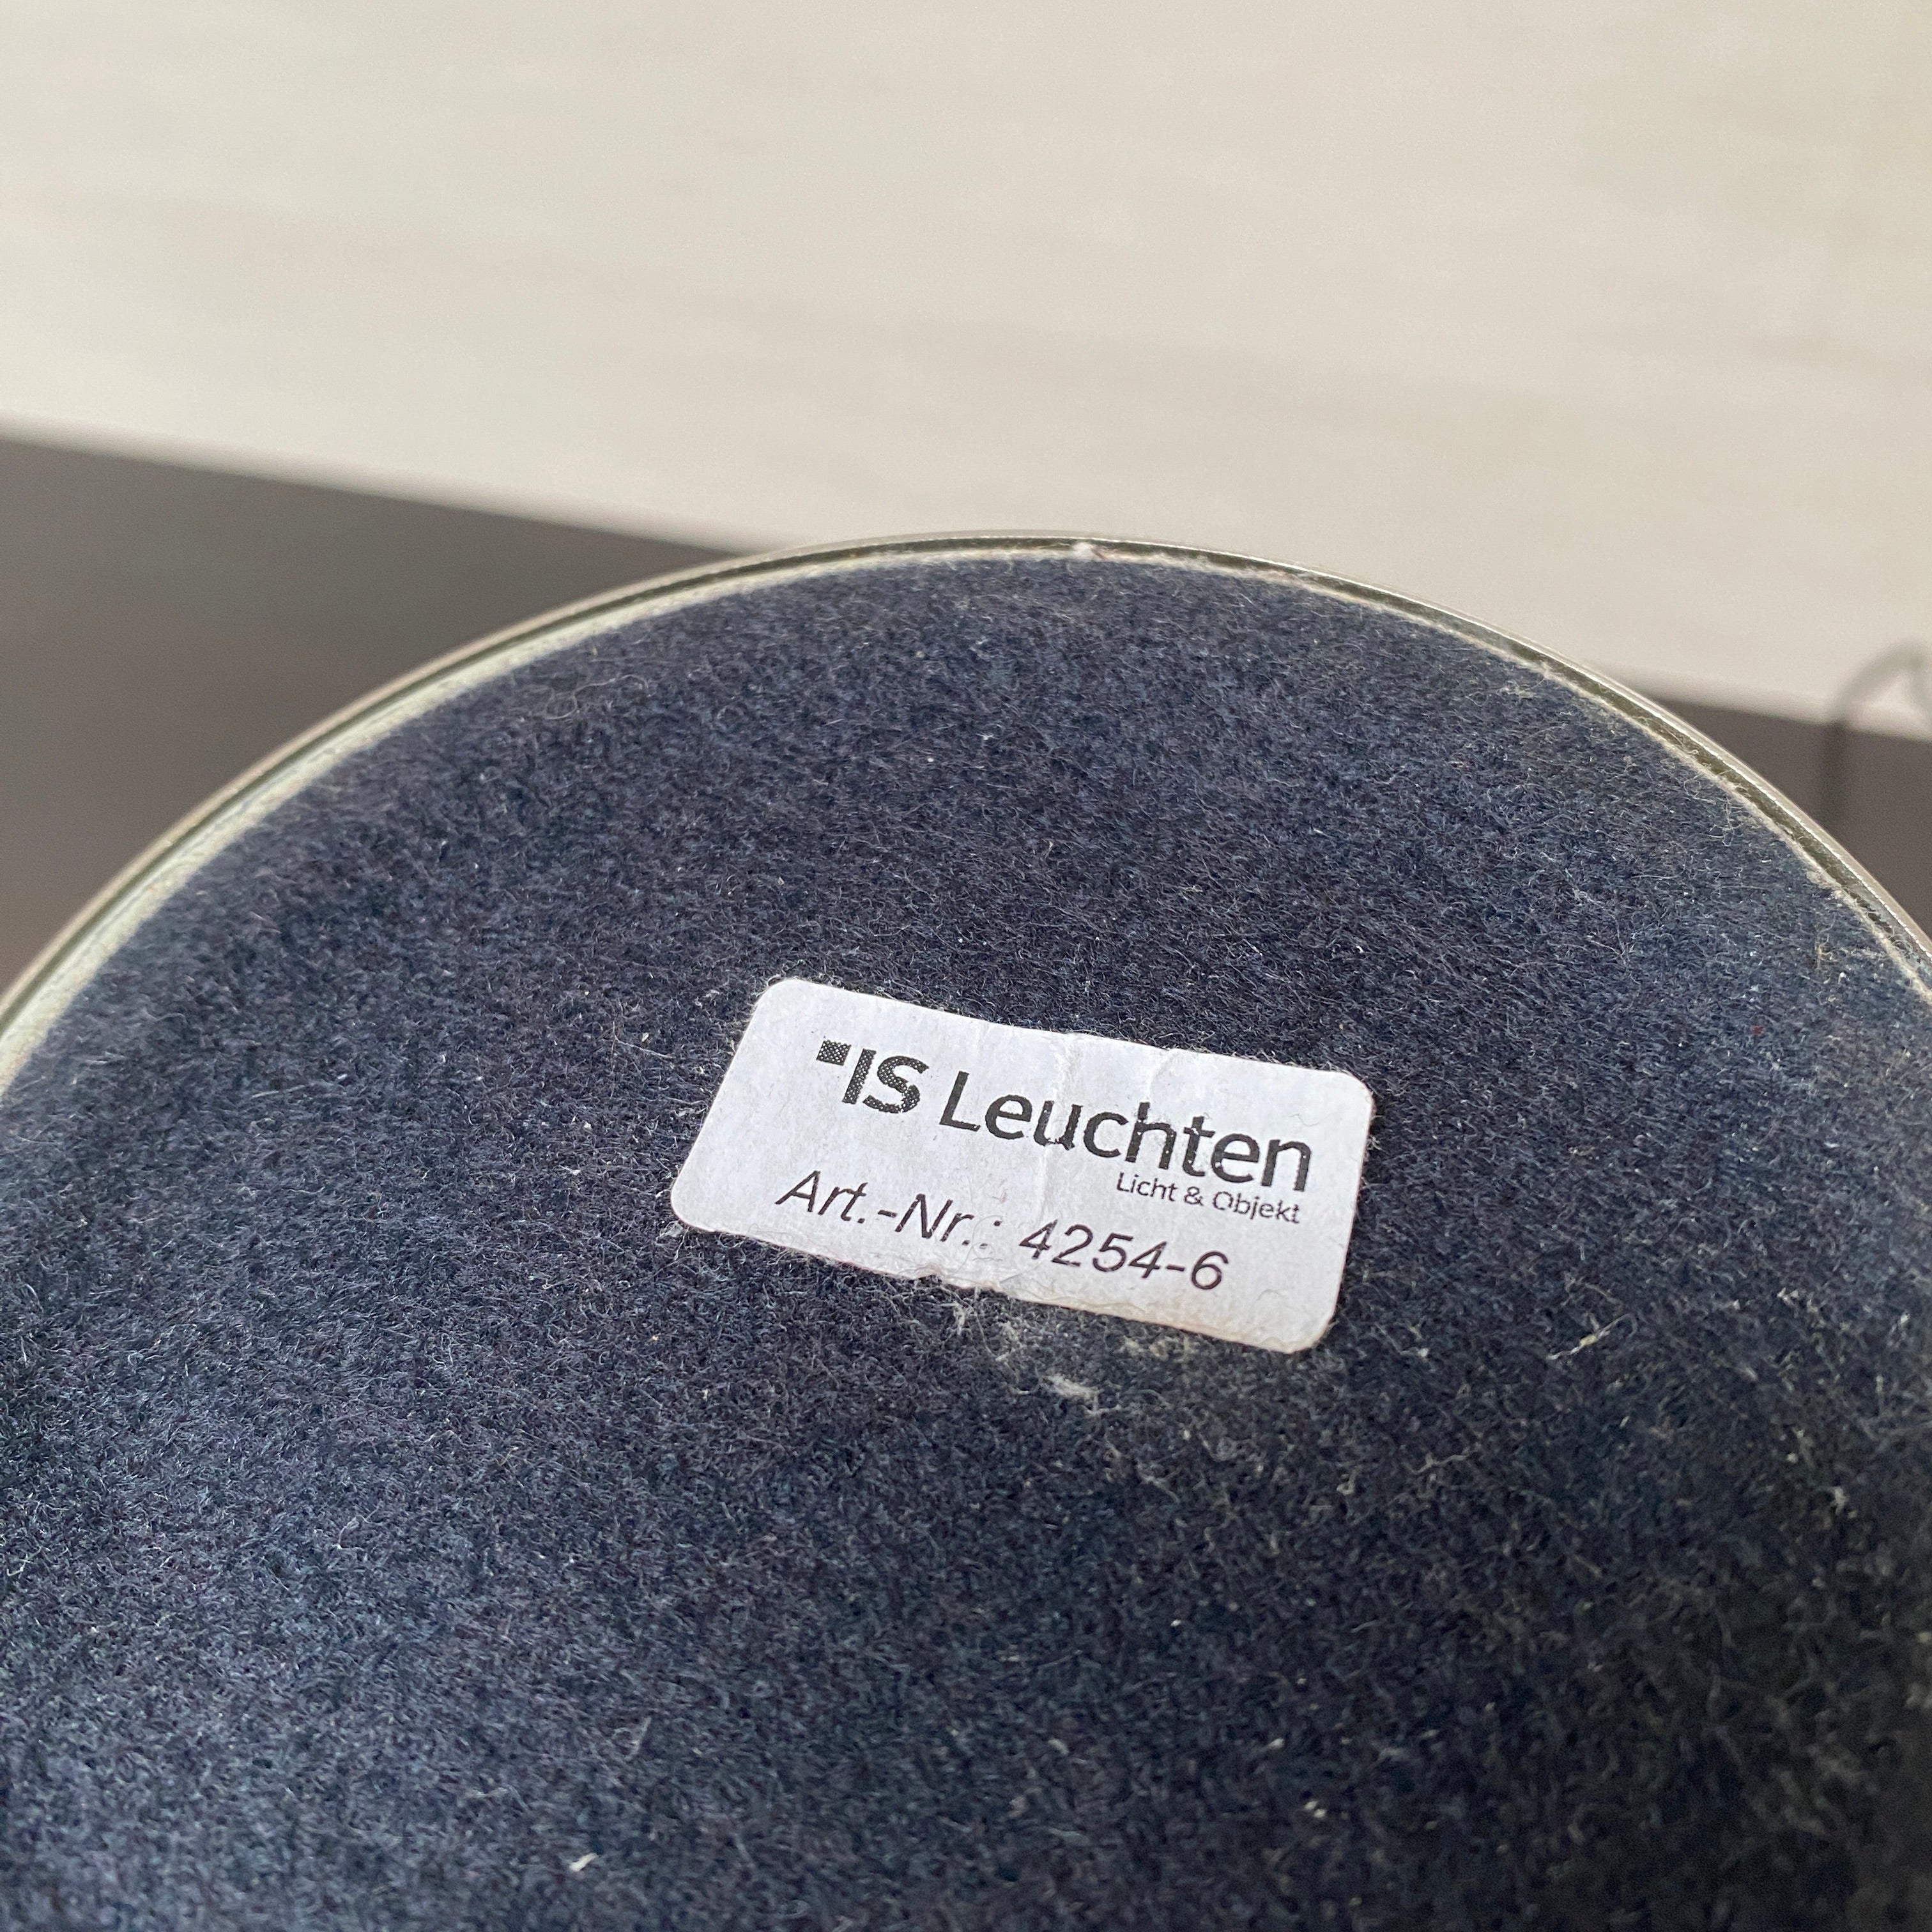 IS Leuchten
Licht & Objekt
Art.-Nr.: 4254-6